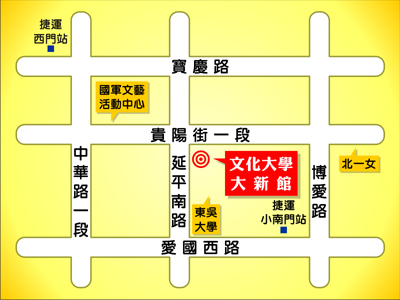 捷運
西門站
寶慶路
國軍文藝
活動中心
貴陽街一段
中華路一段
延平南路
文化大學
大新館
博愛路
北一女
東吳
大學
捷運
小南門站
愛國西路